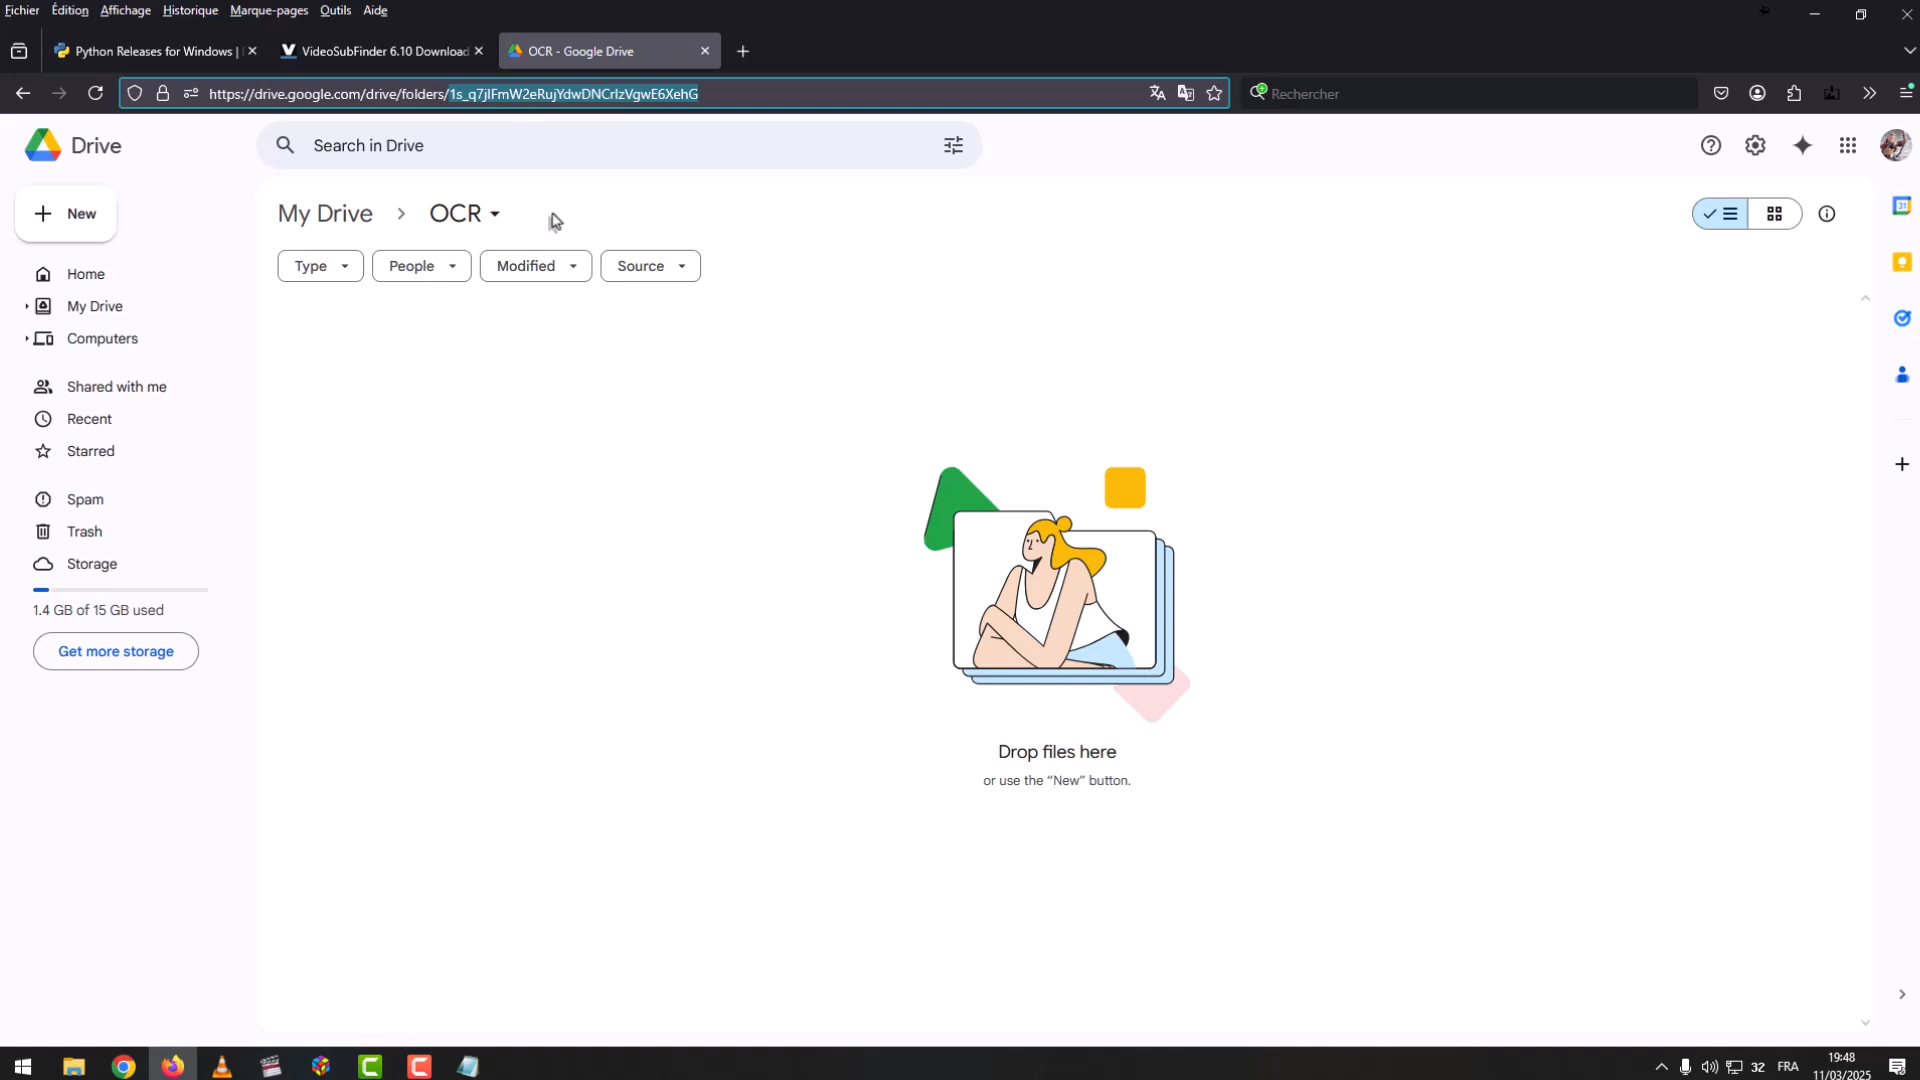 Fichier Édition Affichage Historique Marque-pages Outils Aide
Python Releases for Windows |
VideoSubFinder 6.10 Download
OCR - Google Drive
https://drive.google.com/drive/folders/1s_q7jIFmW2eRujYdwDNCrIzVgwE6XehG
Rechercher
Drive
Search in Drive
New
My Drive
OCR
Type
People
Modified
Source
Home
My Drive
Computers
Shared with me
Recent
Starred
Spam
Trash
Storage
1.4 GB of 15 GB used
Get more storage
31
Drop files here
or use the “New” button.
32
FRA
19:48
11/03/2025